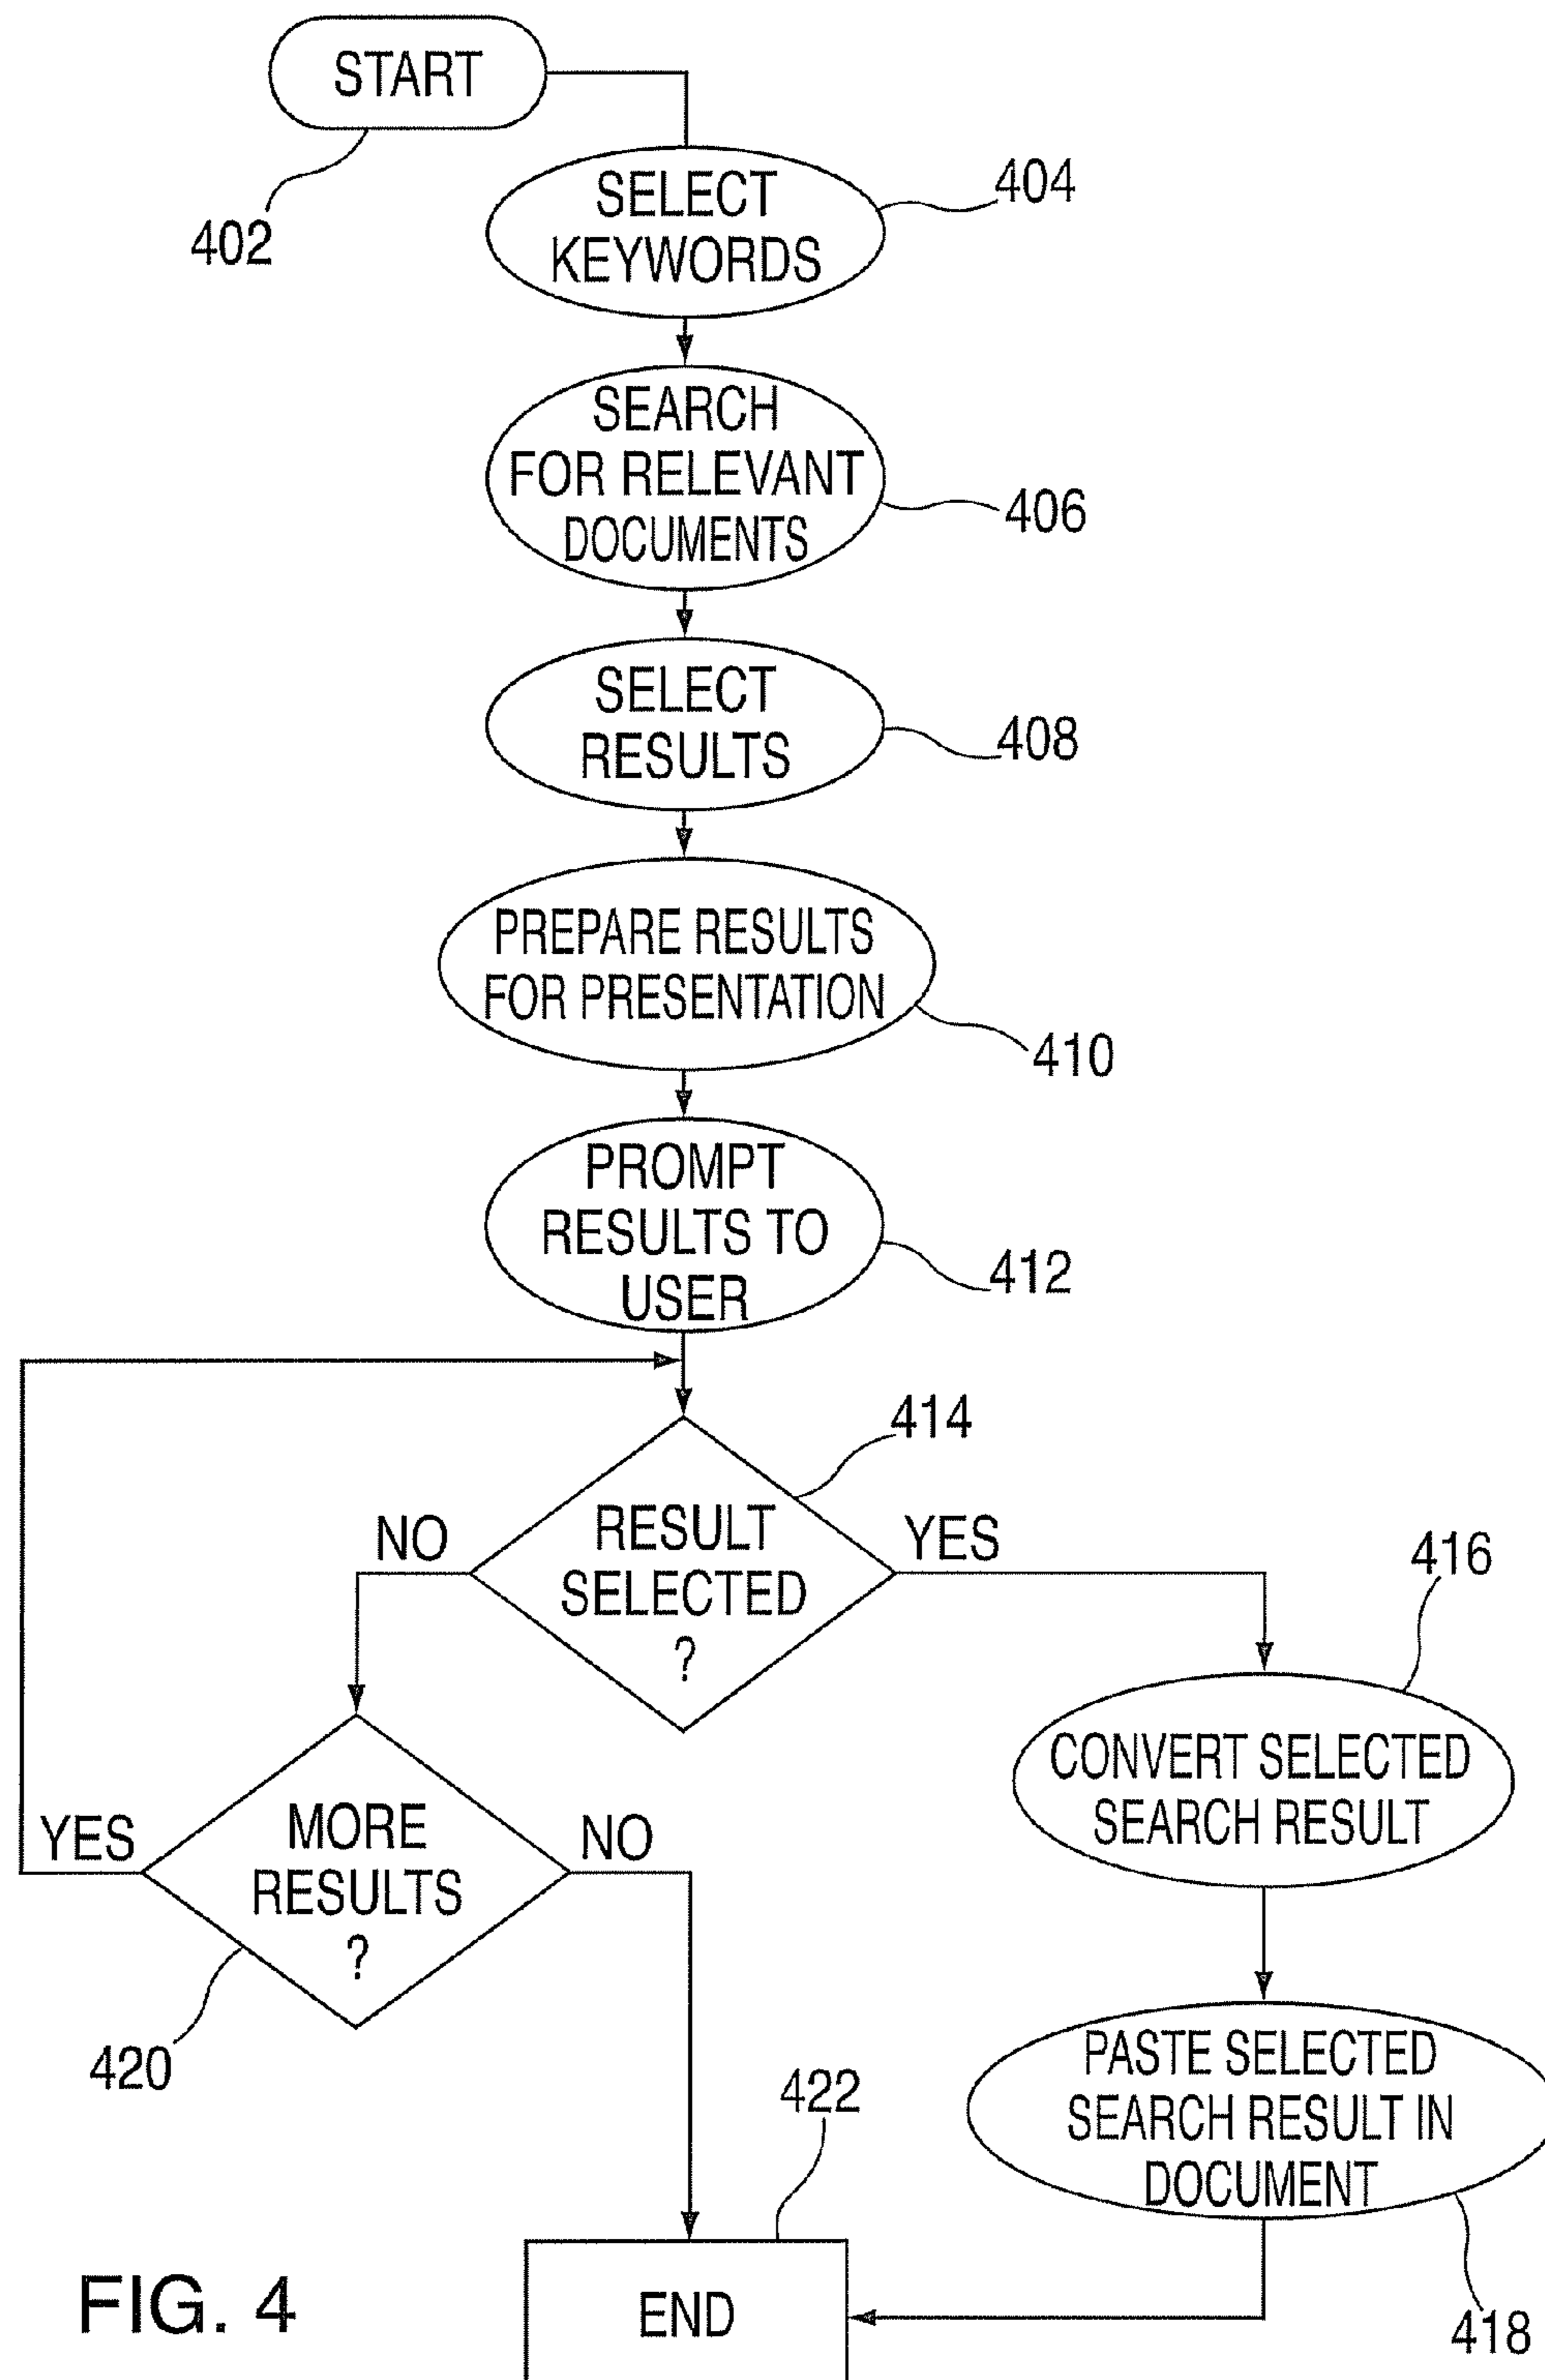 START
402
SELECT
KEYWORDS
404
SEARCH
FOR RELEVANT
DOCUMENTS
406
SELECT
RESULTS
408
PREPARE RESULTS
FOR PRESENTATION
410
PROMPT
RESULTS TO
USER
412
414
RESULT
SELECTED
?
NO
YES
416
CONVERT SELECTED
SEARCH RESULT
MORE
RESULTS
?
YES
NO
420
PASTE SELECTED
SEARCH RESULT IN
DOCUMENT
418
422
END
FIG. 4